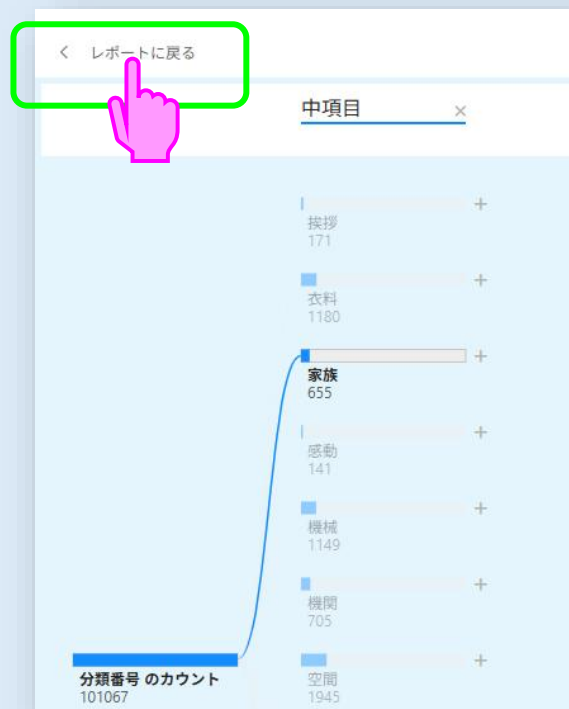 レポートに戻る
中項目
挨拶
171
衣料
1180
家族
655
感動
141
機械
1149
機関
705
分類番号 のカウント
101067
空間
1945